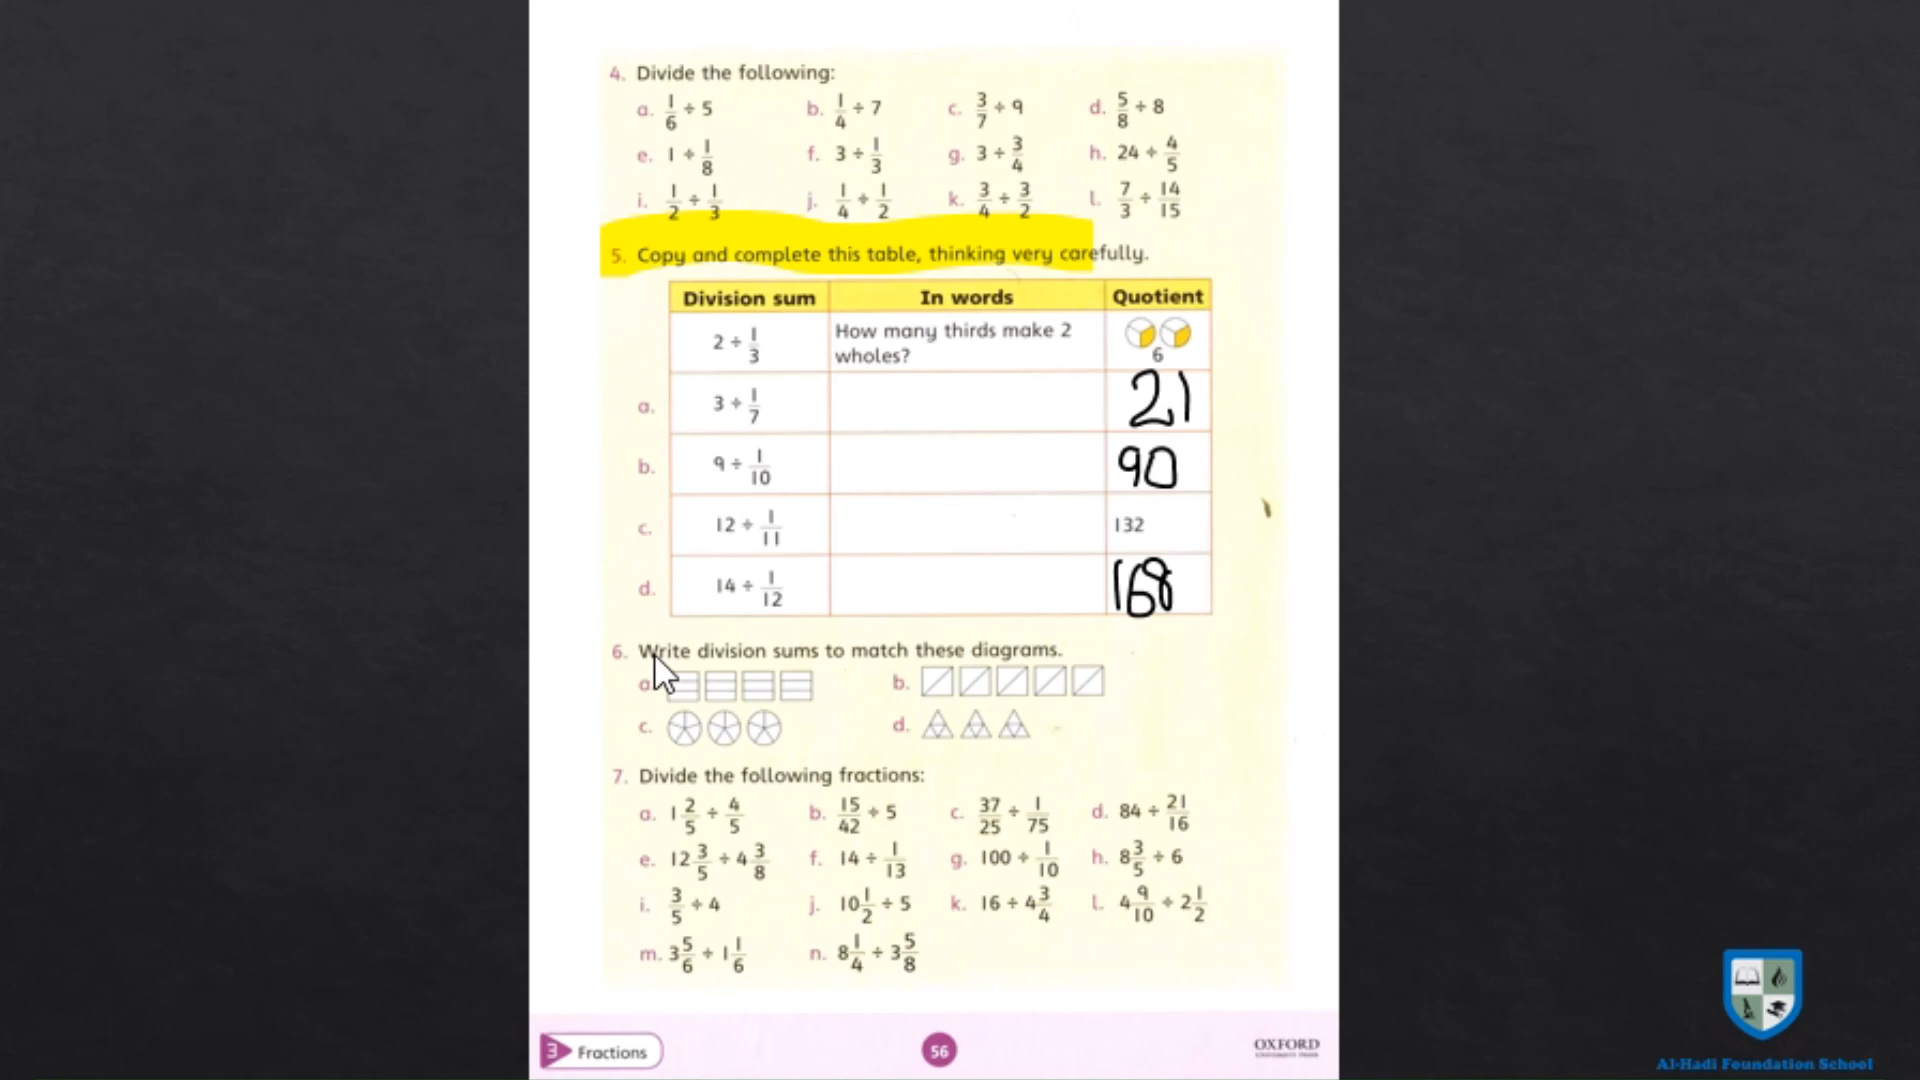 4. Divide the following:
a. 1/6 ÷ 5 b. 1/4 ÷ 7 c. 3/7 ÷ 9 d. 5/8 ÷ 8
e. 1 ÷ 1/8 f. 3 ÷ 1/3 g. 3 ÷ 3/4 h. 24 ÷ 4/5
i. 1/2 ÷ 1/3 j. 1/4 ÷ 1/2 k. 3/4 ÷ 3/2 l. 7/3 ÷ 14/15
5. Copy and complete this table, thinking very carefully.
Division sum In words Quotient
2 ÷ 1/3 How many thirds make 2
wholes? 6
a. 3 ÷ 1/7 21
b. 9 ÷ 1/10 90
c. 12 ÷ 1/11 132
d. 14 ÷ 1/12 168
6. Write division sums to match these diagrams.
a. b.
c. d.
7. Divide the following fractions:
a. 1 2/5 ÷ 4/5 b. 15/42 ÷ 5 c. 37/25 ÷ 1/75 d. 84 ÷ 21/16
e. 12 3/5 ÷ 4 3/8 f. 14 ÷ 1/13 g. 100 ÷ 1/10 h. 8 3/5 ÷ 6
i. 3/5 ÷ 4 j. 10 1/2 ÷ 5 k. 16 ÷ 4 3/4 l. 4 9/10 ÷ 2 1/2
m. 3 5/6 ÷ 1 1/6 n. 8 1/4 ÷ 3 5/8
3 Fractions 56 OXFORD
UNIVERSITY PRESS
Al-Hadi Foundation School